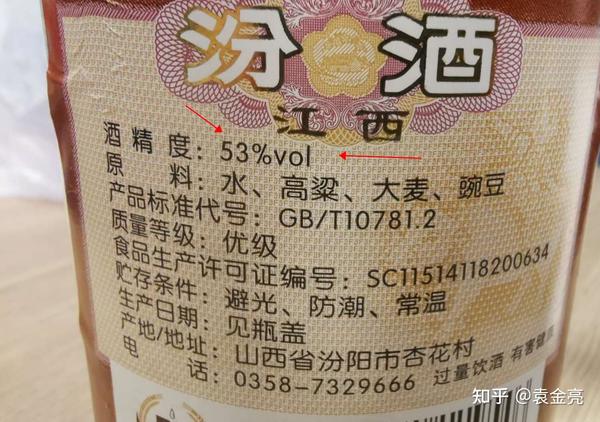 汾 酒
江 西
酒 精 度：53%vol
原 料：水、高粱、大麦、豌豆
产品标准代号：GB/T10781.2
质量等级：优级
食品生产许可证编号：SC11514118200634
贮存条件：避光、防潮、常温
生产日期：见瓶盖
产地/地址：山西省汾阳市杏花村
电 话：0358-7329666 过量饮酒 有害健
知乎 @袁金亮